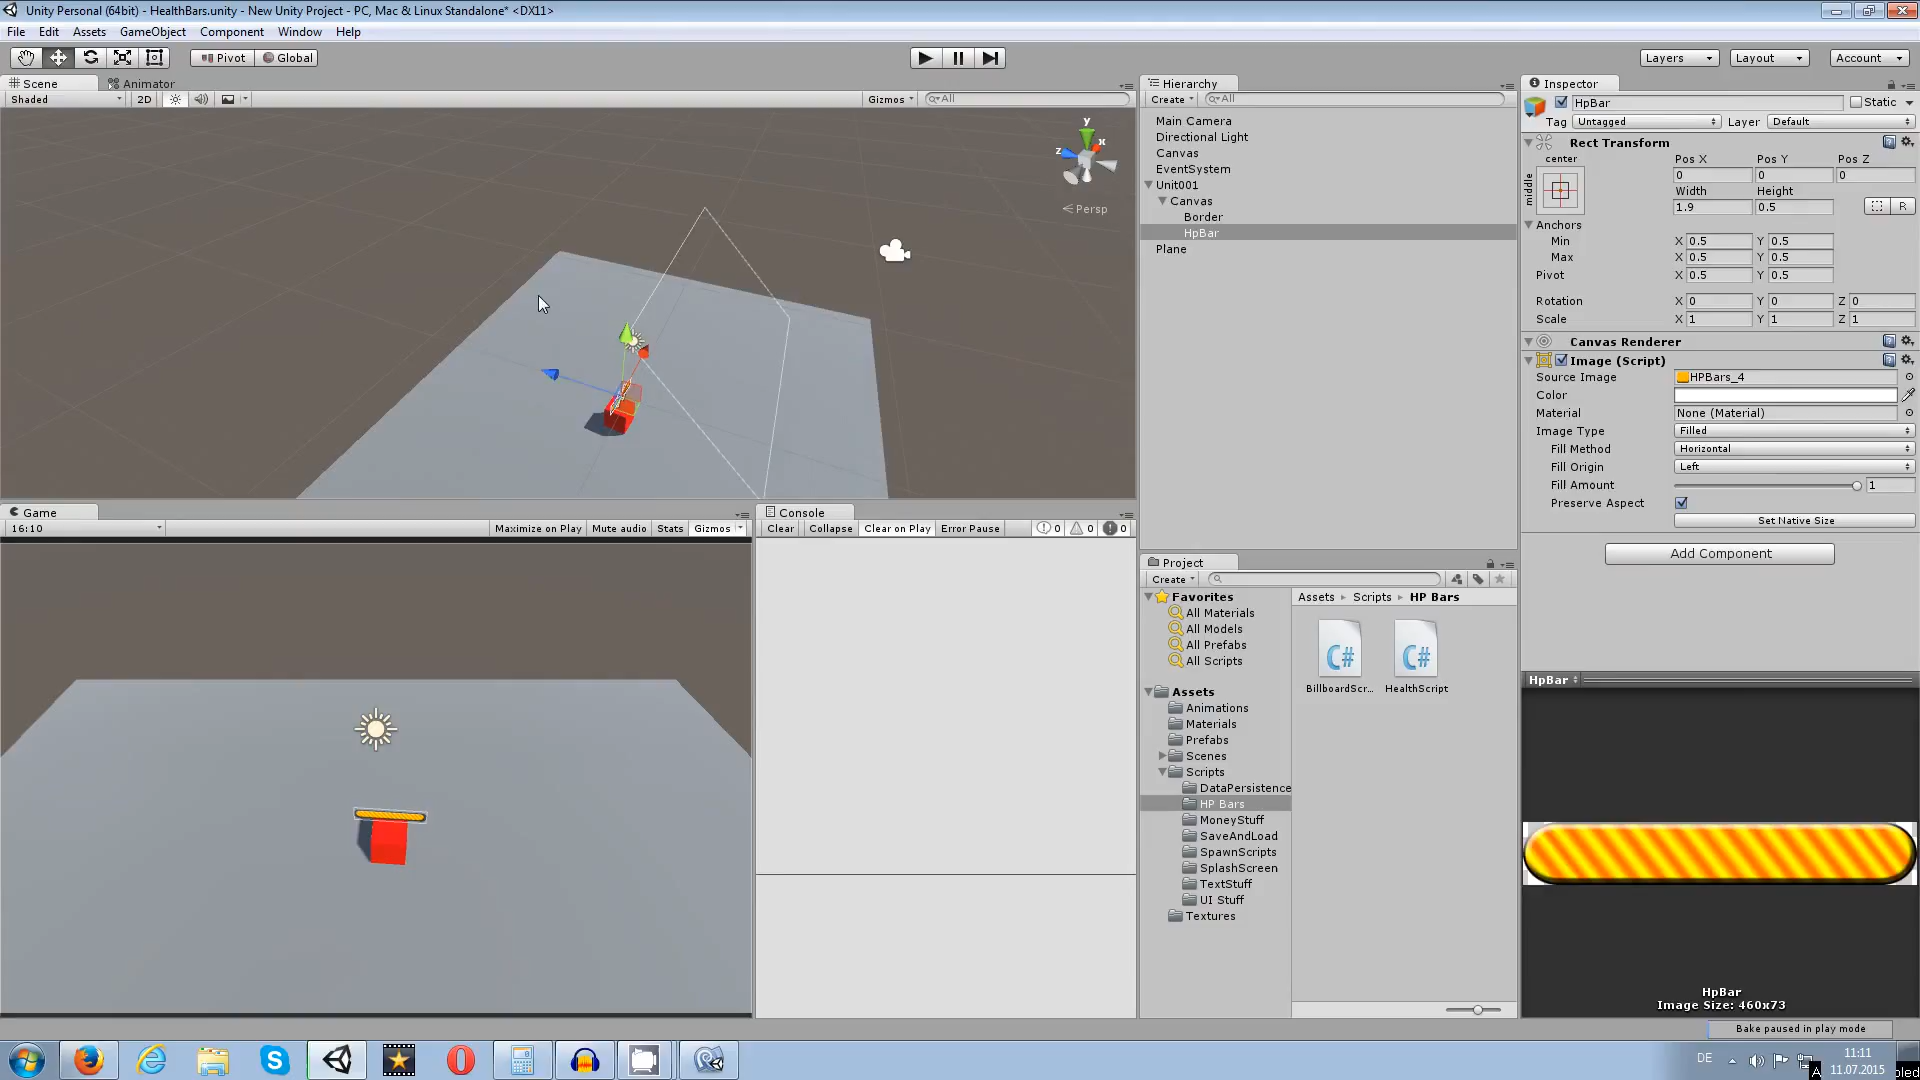 Unity Personal (64bit) - HealthBars.unity - New Unity Project - PC, Mac & Linux Standalone* <DX11>
File Edit Assets GameObject Component Window Help
Pivot Global Layers Layout Account
Scene Animator
Shaded 2D Gizmos All
y
x
z
Persp
Hierarchy
Create All
Main Camera
Directional Light
Canvas
EventSystem
Unit001
Canvas
Border
HpBar
Plane
Inspector
HpBar Static
Tag Untagged Layer Default
Rect Transform
center Pos X Pos Y Pos Z
middle
0 0 0
Width Height
1.9 0.5 R
Anchors
Min X 0.5 Y 0.5
Max X 0.5 Y 0.5
Pivot X 0.5 Y 0.5
Rotation X 0 Y 0 Z 0
Scale X 1 Y 1 Z 1
Canvas Renderer
Image (Script)
Source Image HPBars_4
Color
Material None (Material)
Image Type Filled
Fill Method Horizontal
Fill Origin Left
Fill Amount 1
Preserve Aspect
Set Native Size
Add Component
Game
16:10 Maximize on Play Mute audio Stats Gizmos
Console
Clear Collapse Clear on Play Error Pause 0 0 0
Project
Create
Favorites
All Materials
All Models
All Prefabs
All Scripts
Assets
Animations
Materials
Prefabs
Scenes
Scripts
DataPersistence
HP Bars
MoneyStuff
SaveAndLoad
SpawnScripts
SplashScreen
TextStuff
UI Stuff
Textures
Assets Scripts HP Bars
C# C#
BillboardScr... HealthScript
HpBar
HpBar
Image Size: 460x73
Bake paused in play mode
DE
11:11
11.07.2015